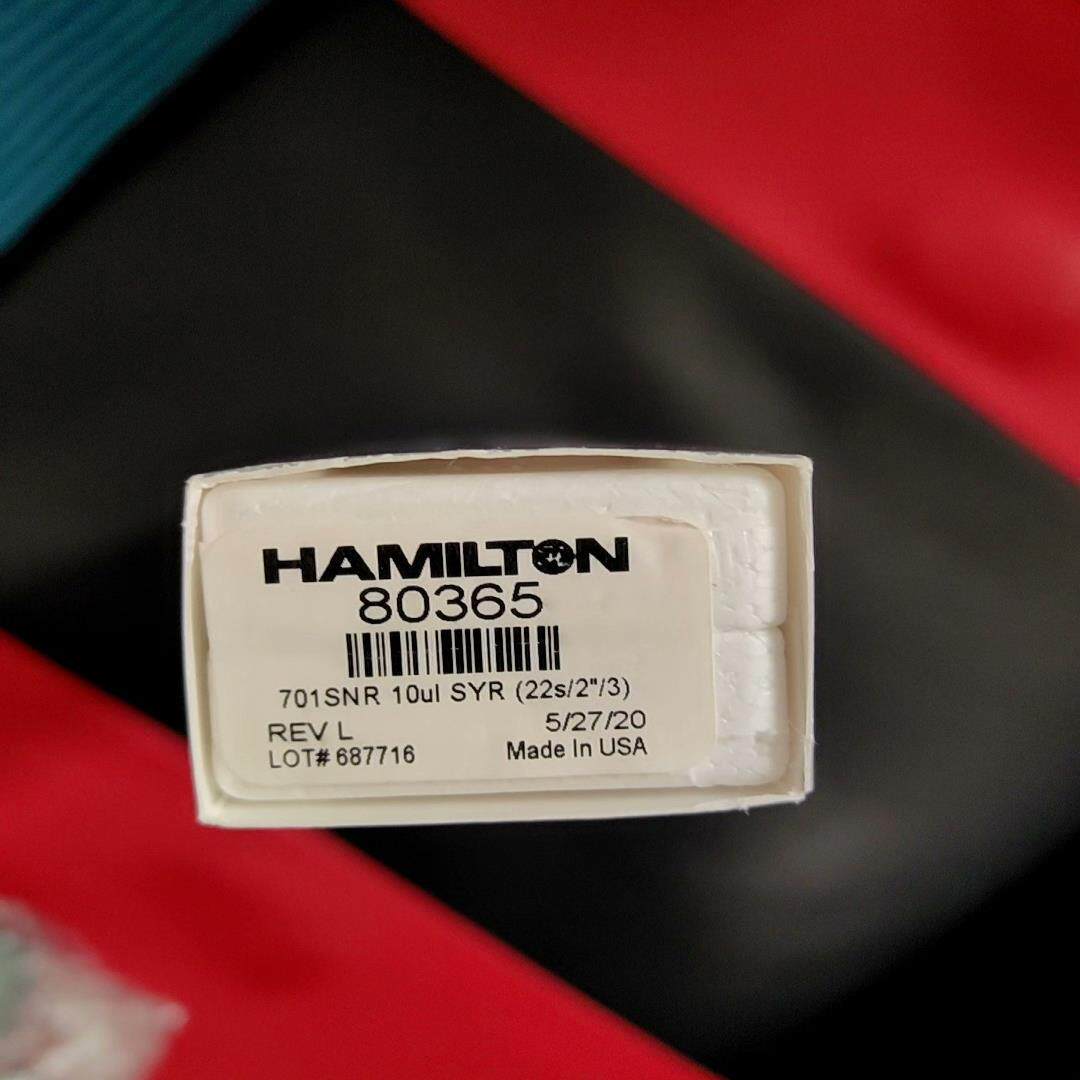 HAMILTON
80365
701SNR 10ul SYR (22s/2"/3)
REV L 5/27/20
LOT# 687716 Made In USA